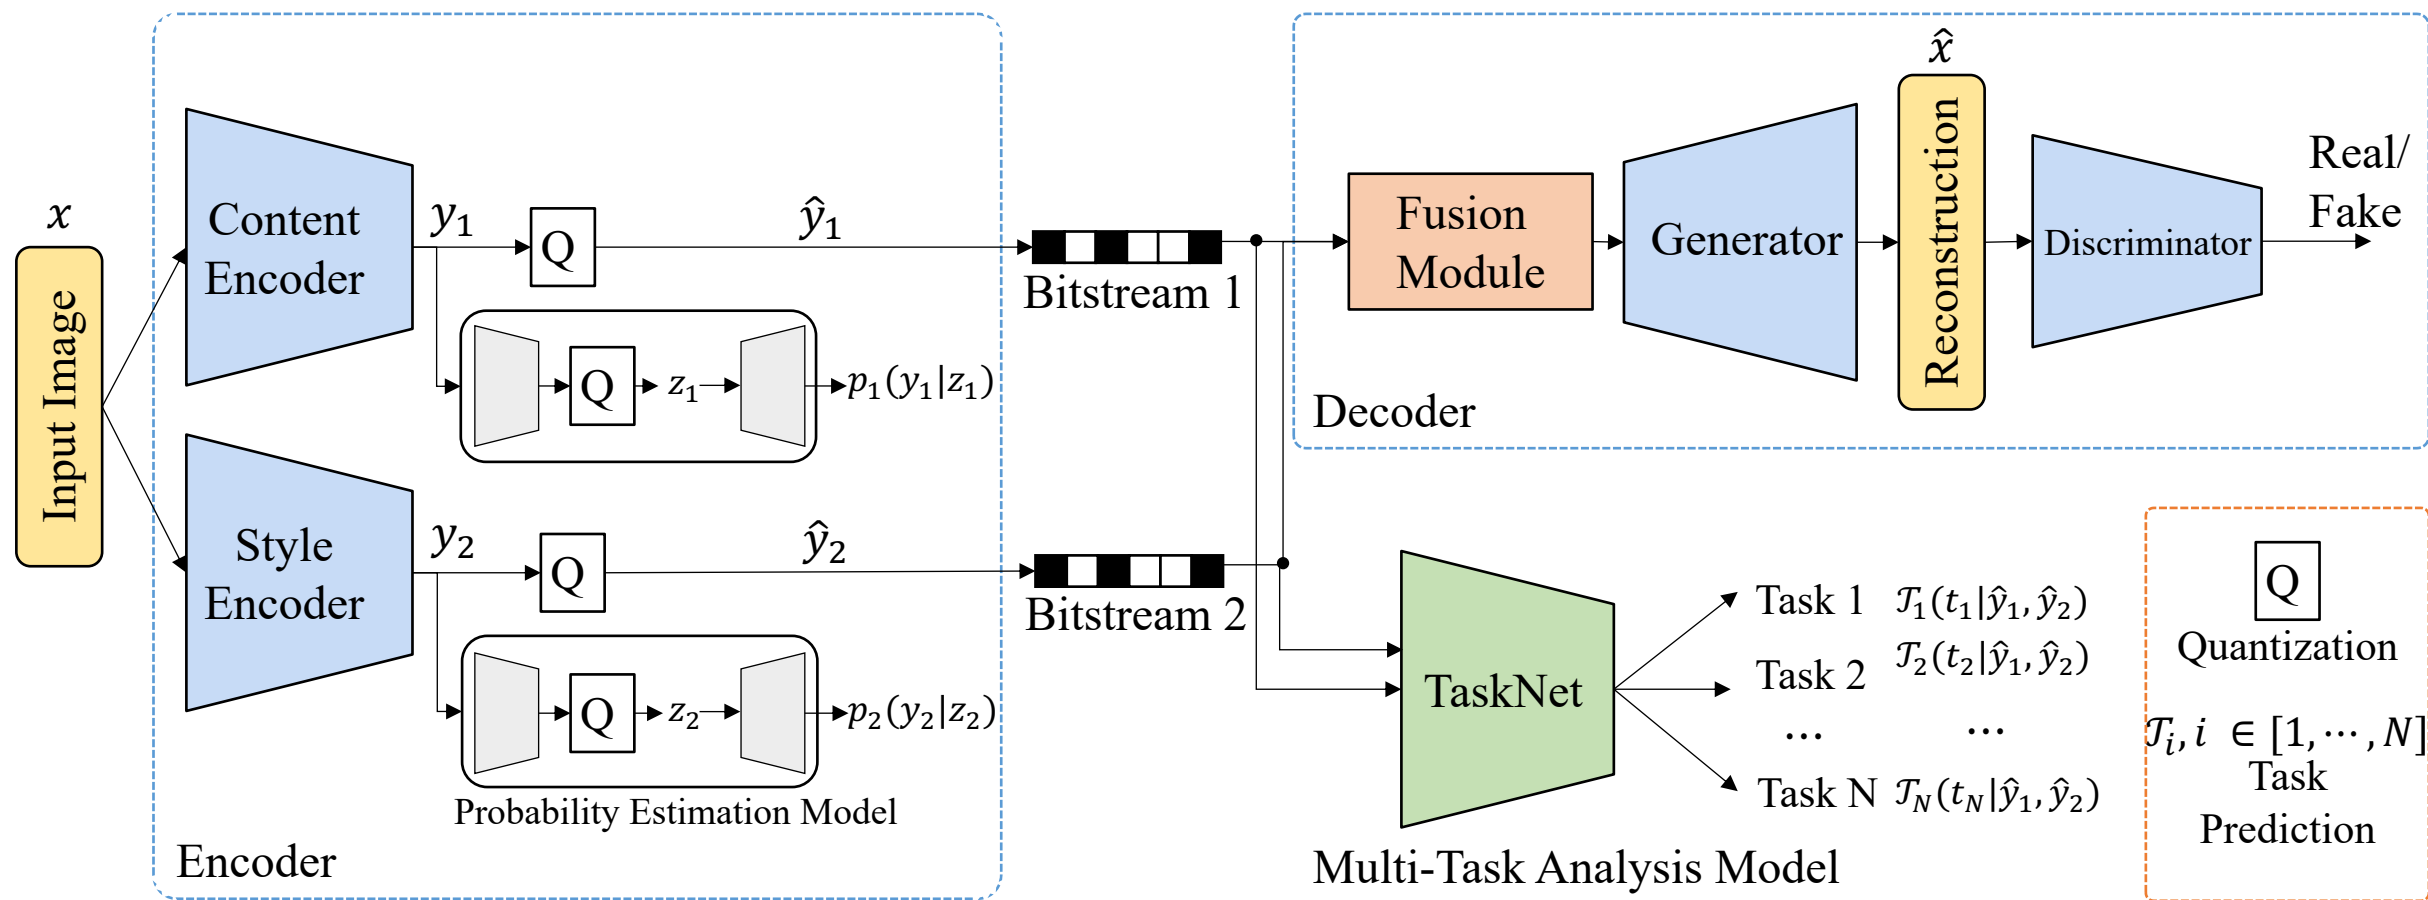 x
Input Image
Content
Encoder
y₁
Q
ŷ₁
Q
z₁
p₁(y₁|z₁)
Style
Encoder
y₂
Q
ŷ₂
Q
z₂
p₂(y₂|z₂)
Probability Estimation Model
Encoder
Bitstream 1
Bitstream 2
Fusion
Module
Generator
x̂
Reconstruction
Discriminator
Real/
Fake
Decoder
TaskNet
Task 1 𝒯₁(t₁|ŷ₁, ŷ₂)
Task 2 𝒯₂(t₂|ŷ₁, ŷ₂)
... ...
Task N 𝒯_N(t_N|ŷ₁, ŷ₂)
Multi-Task Analysis Model
Q
Quantization
𝒯ᵢ, i ∈ [1, ⋯, N]
Task
Prediction